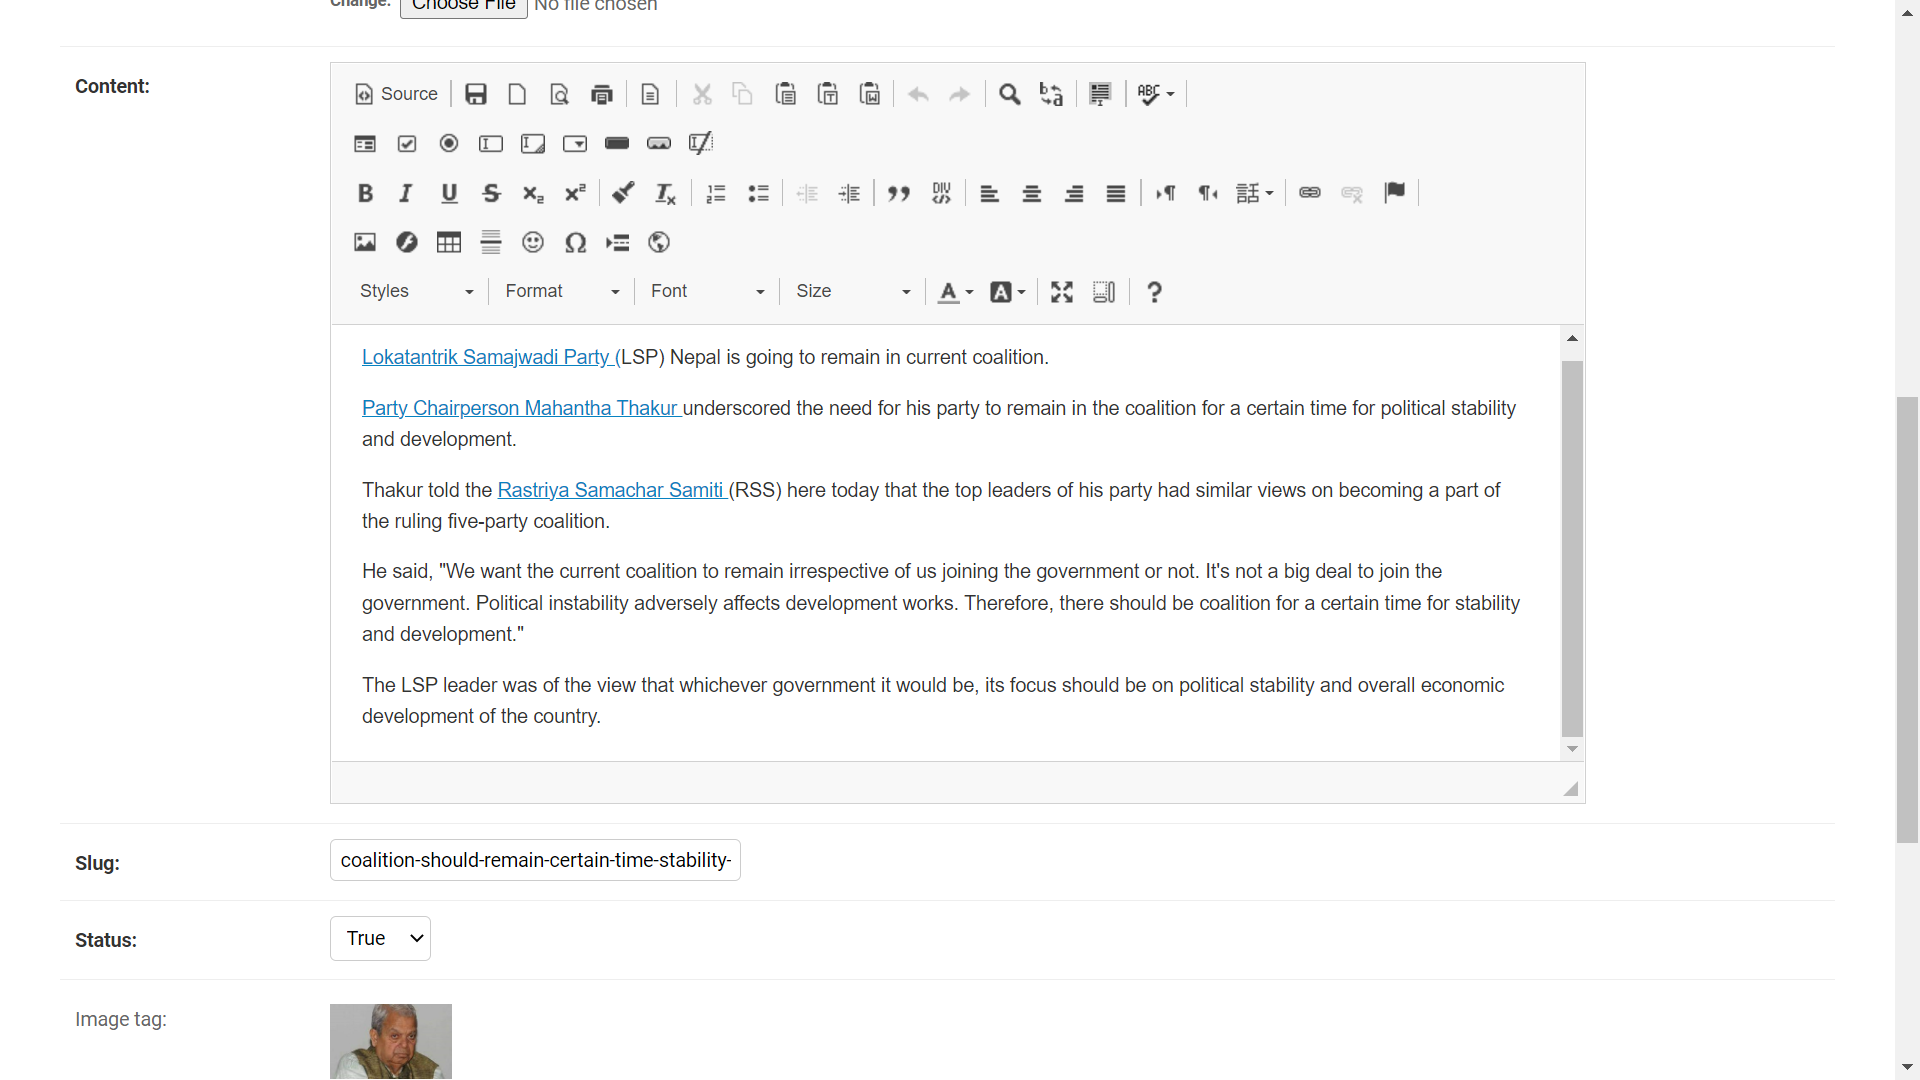 Change: Choose File No file chosen
Content:
Source
ABC
DIV
Styles Format Font Size
Lokatantrik Samajwadi Party (LSP) Nepal is going to remain in current coalition.
Party Chairperson Mahantha Thakur underscored the need for his party to remain in the coalition for a certain time for political stability
and development.
Thakur told the Rastriya Samachar Samiti (RSS) here today that the top leaders of his party had similar views on becoming a part of
the ruling five-party coalition.
He said, "We want the current coalition to remain irrespective of us joining the government or not. It's not a big deal to join the
government. Political instability adversely affects development works. Therefore, there should be coalition for a certain time for stability
and development."
The LSP leader was of the view that whichever government it would be, its focus should be on political stability and overall economic
development of the country.
Slug: coalition-should-remain-certain-time-stability-
Status: True
Image tag: